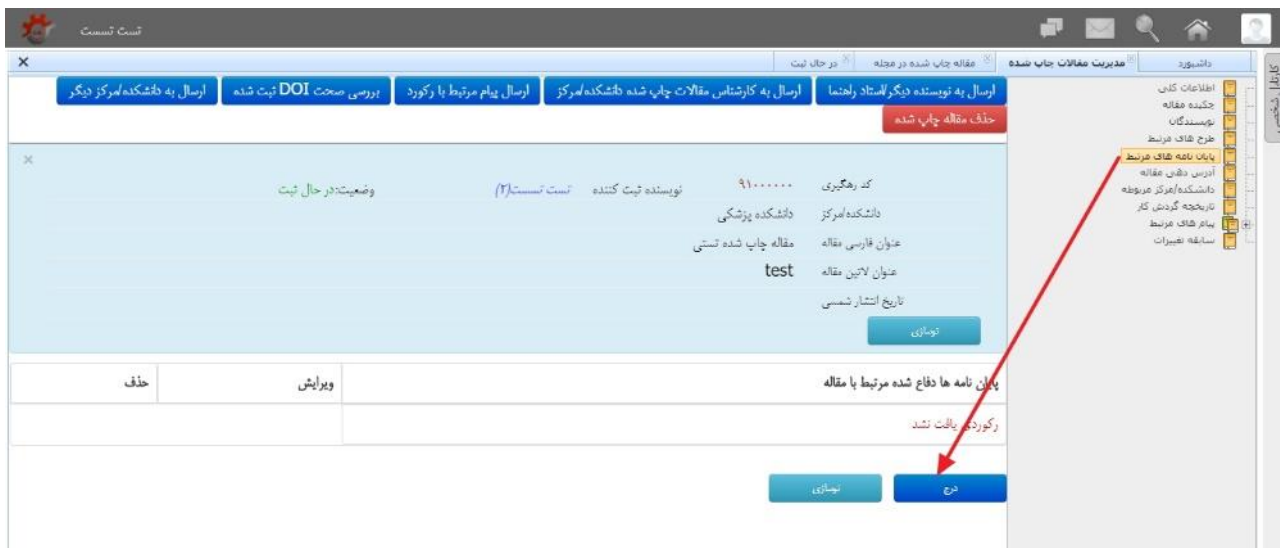 تست تسست
داشبورد
مدیریت مقالات چاپ شده
مقاله چاپ شده در مجله
در حال ثبت
کارتابل شخصی
اطلاعات کلی
چکیده مقاله
نویسندگان
طرح های مرتبط
پایان نامه های مرتبط
آدرس دهی مقاله
دانشکده/مرکز مربوطه
تاریخچه گردش کار
پیام های مرتبط
سابقه تغییرات
ارسال به نویسنده دیگر/استاد راهنما
ارسال به کارشناس مقالات چاپ شده دانشکده/مرکز
ارسال پیام مرتبط با رکورد
بررسی صحت DOI ثبت شده
ارسال به دانشکده/مرکز دیگر
حذف مقاله چاپ شده
کد رهگیری ۹۱۰۰۰۰۰۰ نویسنده ثبت کننده تست تسست(۲) وضعیت:در حال ثبت
دانشکده/مرکز دانشکده پزشکی
عنوان فارسی مقاله مقاله چاپ شده تستی
عنوان لاتین مقاله test
تاریخ انتشار شمسی
نوسازی
پایان نامه ها دفاع شده مرتبط با مقاله ویرایش حذف
رکوردی یافت نشد
درج نوسازی